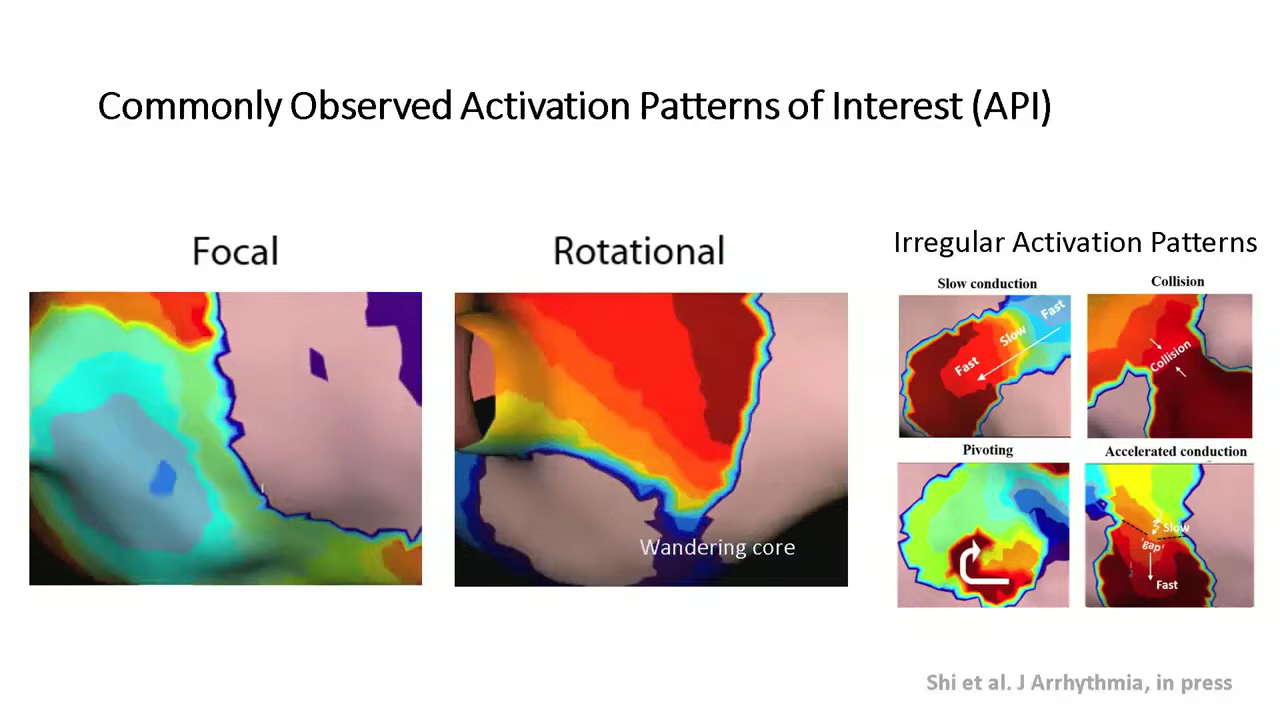 Commonly Observed Activation Patterns of Interest (API)
Focal
Rotational
Irregular Activation Patterns
Slow conduction
Collision
Fast
Slow
Fast
Collision
Wandering core
Pivoting
Accelerated conduction
Slow
'gap'
Fast
Shi et al. J Arrhythmia, in press